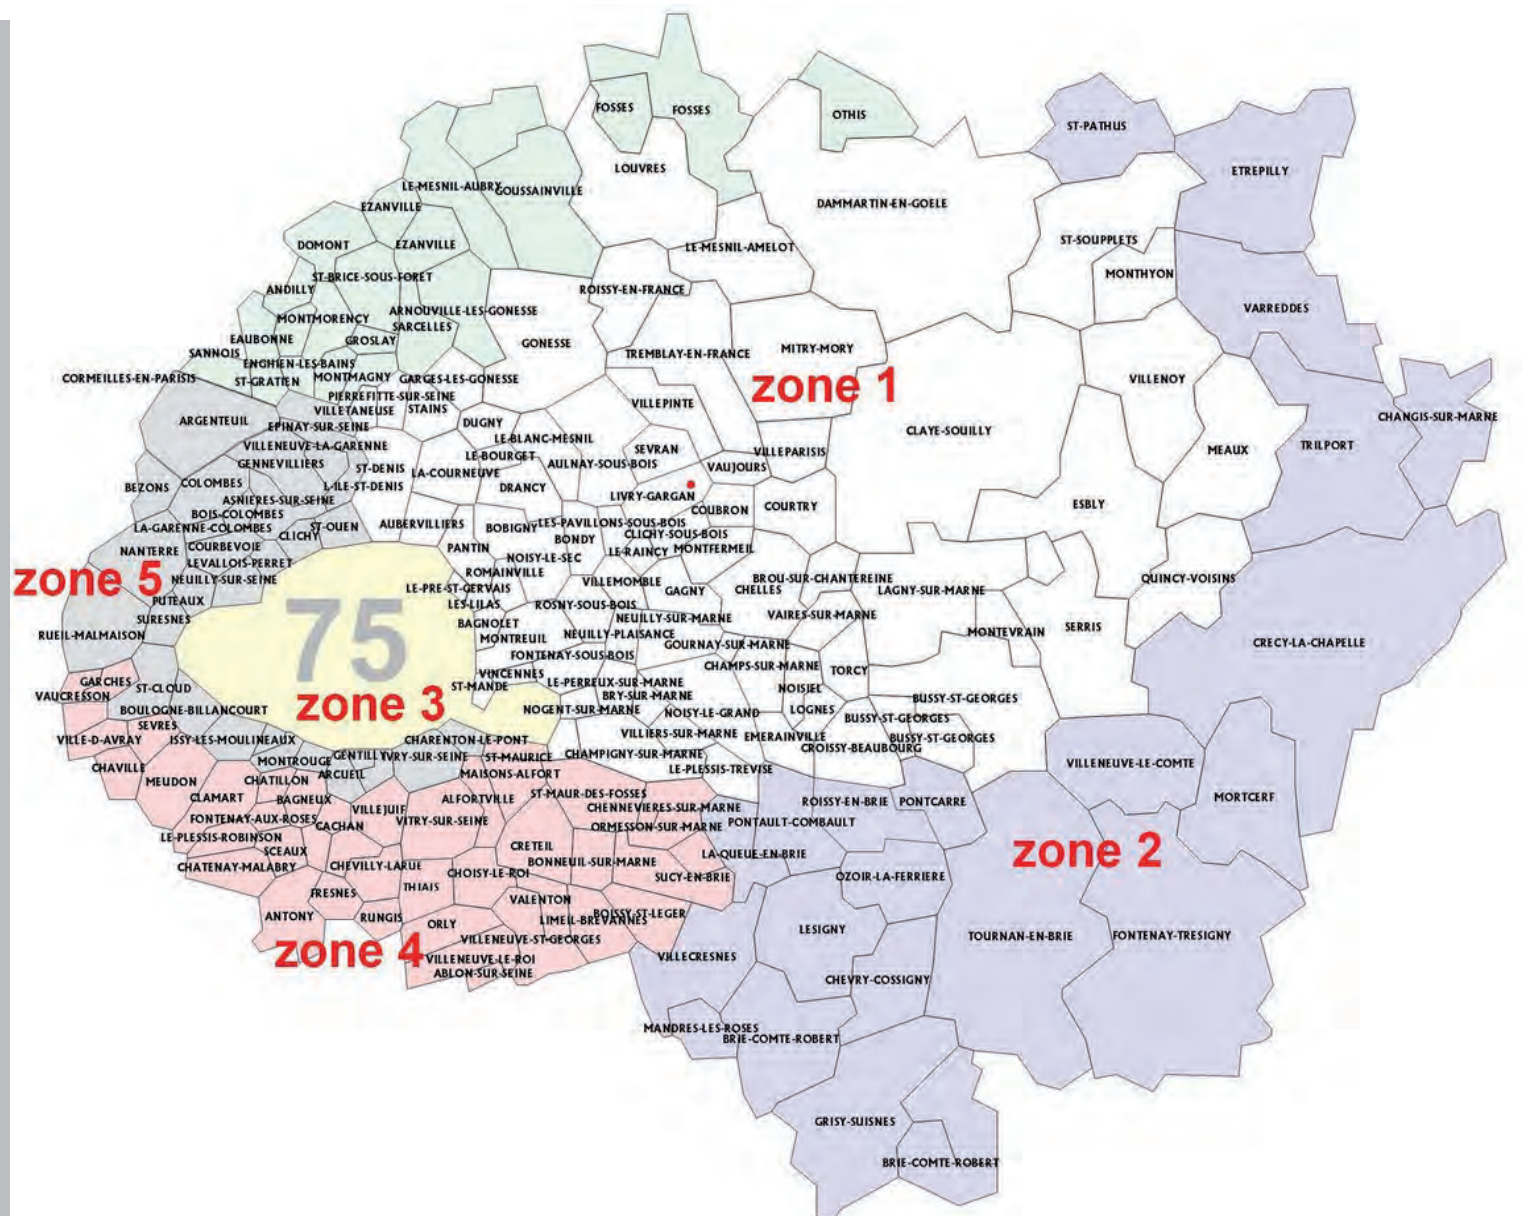 FOSSES
FOSSES
OTHIS
ST-PATHUS
ETREPILLY
LOUVRES
LE-MESNIL-AUBRY
GOUSSAINVILLE
EZANVILLE
DAMMARTIN-EN-GOELE
DOMONT
EZANVILLE
LE-MESNIL-AMELOT
ST-SOUPPLETS
MONTHYON
ST-BRICE-SOUS-FORET
ANDILLY
ROISSY-EN-FRANCE
VARREDDES
MONTMORENCY
ARNOUVILLE-LES-GONESSE
SARCELLES
EAUBONNE
GROSLAY
GONESSE
SANNOIS
TREMBLAY-EN-FRANCE
MITRY-MORY
ENGHIEN-LES-BAINS
CORMEILLES-EN-PARISIS
ST-GRATIEN
MONTMAGNY
GARGES-LES-GONESSE
zone 1
VILLENOY
PIERREFITTE-SUR-SEINE
VILLETANEUSE
STAINS
VILLEPINTE
CHANGIS-SUR-MARNE
ARGENTEUIL
EPINAY-SUR-SEINE
DUGNY
CLAYE-SOUILLY
TRILPORT
VILLENEUVE-LA-GARENNE
LE-BLANC-MESNIL
SEVRAN
VILLEPARISIS
MEAUX
GENNEVILLIERS
ST-DENIS
LE-BOURGET
AULNAY-SOUS-BOIS
VAUJOURS
LA-COURNEUVE
BEZONS
COLOMBES
L-ILE-ST-DENIS
DRANCY
LIVRY-GARGAN
ASNIERES-SUR-SEINE
COUBRON
COURTRY
ESBLY
BOIS-COLOMBES
LA-GARENNE-COLOMBES
ST-OUEN
AUBERVILLIERS
BOBIGNY
LES-PAVILLONS-SOUS-BOIS
CLICHY
BONDY
CLICHY-SOUS-BOIS
NANTERRE
COURBEVOIE
PANTIN
LE-RAINCY
MONTFERMEIL
LEVALLOIS-PERRET
NOISY-LE-SEC
zone 5
NEUILLY-SUR-SEINE
ROMAINVILLE
VILLEMOMBLE
BROU-SUR-CHANTEREINE
QUINCY-VOISINS
LE-PRE-ST-GERVAIS
GAGNY
CHELLES
LAGNY-SUR-MARNE
PUTEAUX
LES-LILAS
ROSNY-SOUS-BOIS
SURESNES
75
BAGNOLET
NEUILLY-SUR-MARNE
VAIRES-SUR-MARNE
RUEIL-MALMAISON
MONTREUIL
NEUILLY-PLAISANCE
MONTEVRAIN
SERRIS
GOURNAY-SUR-MARNE
CRECY-LA-CHAPELLE
FONTENAY-SOUS-BOIS
CHAMPS-SUR-MARNE
TORCY
VINCENNES
GARCHES
ST-CLOUD
ST-MANDE
LE-PERREUX-SUR-MARNE
NOISIEL
VAUCRESSON
BRY-SUR-MARNE
BUSSY-ST-GEORGES
zone 3
BOULOGNE-BILLANCOURT
NOGENT-SUR-MARNE
NOISY-LE-GRAND
LOGNES
BUSSY-ST-GEORGES
SEVRES
VILLIERS-SUR-MARNE
EMERAINVILLE
BUSSY-ST-GEORGES
VILLE-D-AVRAY
ISSY-LES-MOULINEAUX
CHARENTON-LE-PONT
CROISSY-BEAUBOURG
GENTILLY
IVRY-SUR-SEINE
ST-MAURICE
CHAMPIGNY-SUR-MARNE
MONTROUGE
VILLENEUVE-LE-COMTE
CHAVILLE
MEUDON
CHATILLON
ARCUEIL
MAISONS-ALFORT
LE-PLESSIS-TREVISE
CLAMART
BAGNEUX
VILLEJUIF
ALFORTVILLE
ST-MAUR-DES-FOSSES
ROISSY-EN-BRIE
PONTCARRE
MORTCERF
CHENNEVIERES-SUR-MARNE
FONTENAY-AUX-ROSES
CACHAN
VITRY-SUR-SEINE
ORMESSON-SUR-MARNE
PONTAULT-COMBAULT
LE-PLESSIS-ROBINSON
SCEAUX
CRETEIL
LA-QUEUE-EN-BRIE
zone 2
CHATENAY-MALABRY
CHEVILLY-LARUE
BONNEUIL-SUR-MARNE
CHOISY-LE-ROI
SUCY-EN-BRIE
OZOIR-LA-FERRIERE
FRESNES
THIAIS
VALENTON
ANTONY
RUNGIS
ORLY
LIMEIL-BREVANNES
BOISSY-ST-LEGER
LESIGNY
TOURNAN-EN-BRIE
FONTENAY-TRESIGNY
zone 4
VILLENEUVE-ST-GEORGES
VILLENEUVE-LE-ROI
VILLECRESNES
ABLON-SUR-SEINE
CHEVRY-COSSIGNY
MANDRES-LES-ROSES
BRIE-COMTE-ROBERT
GRISY-SUISNES
BRIE-COMTE-ROBERT